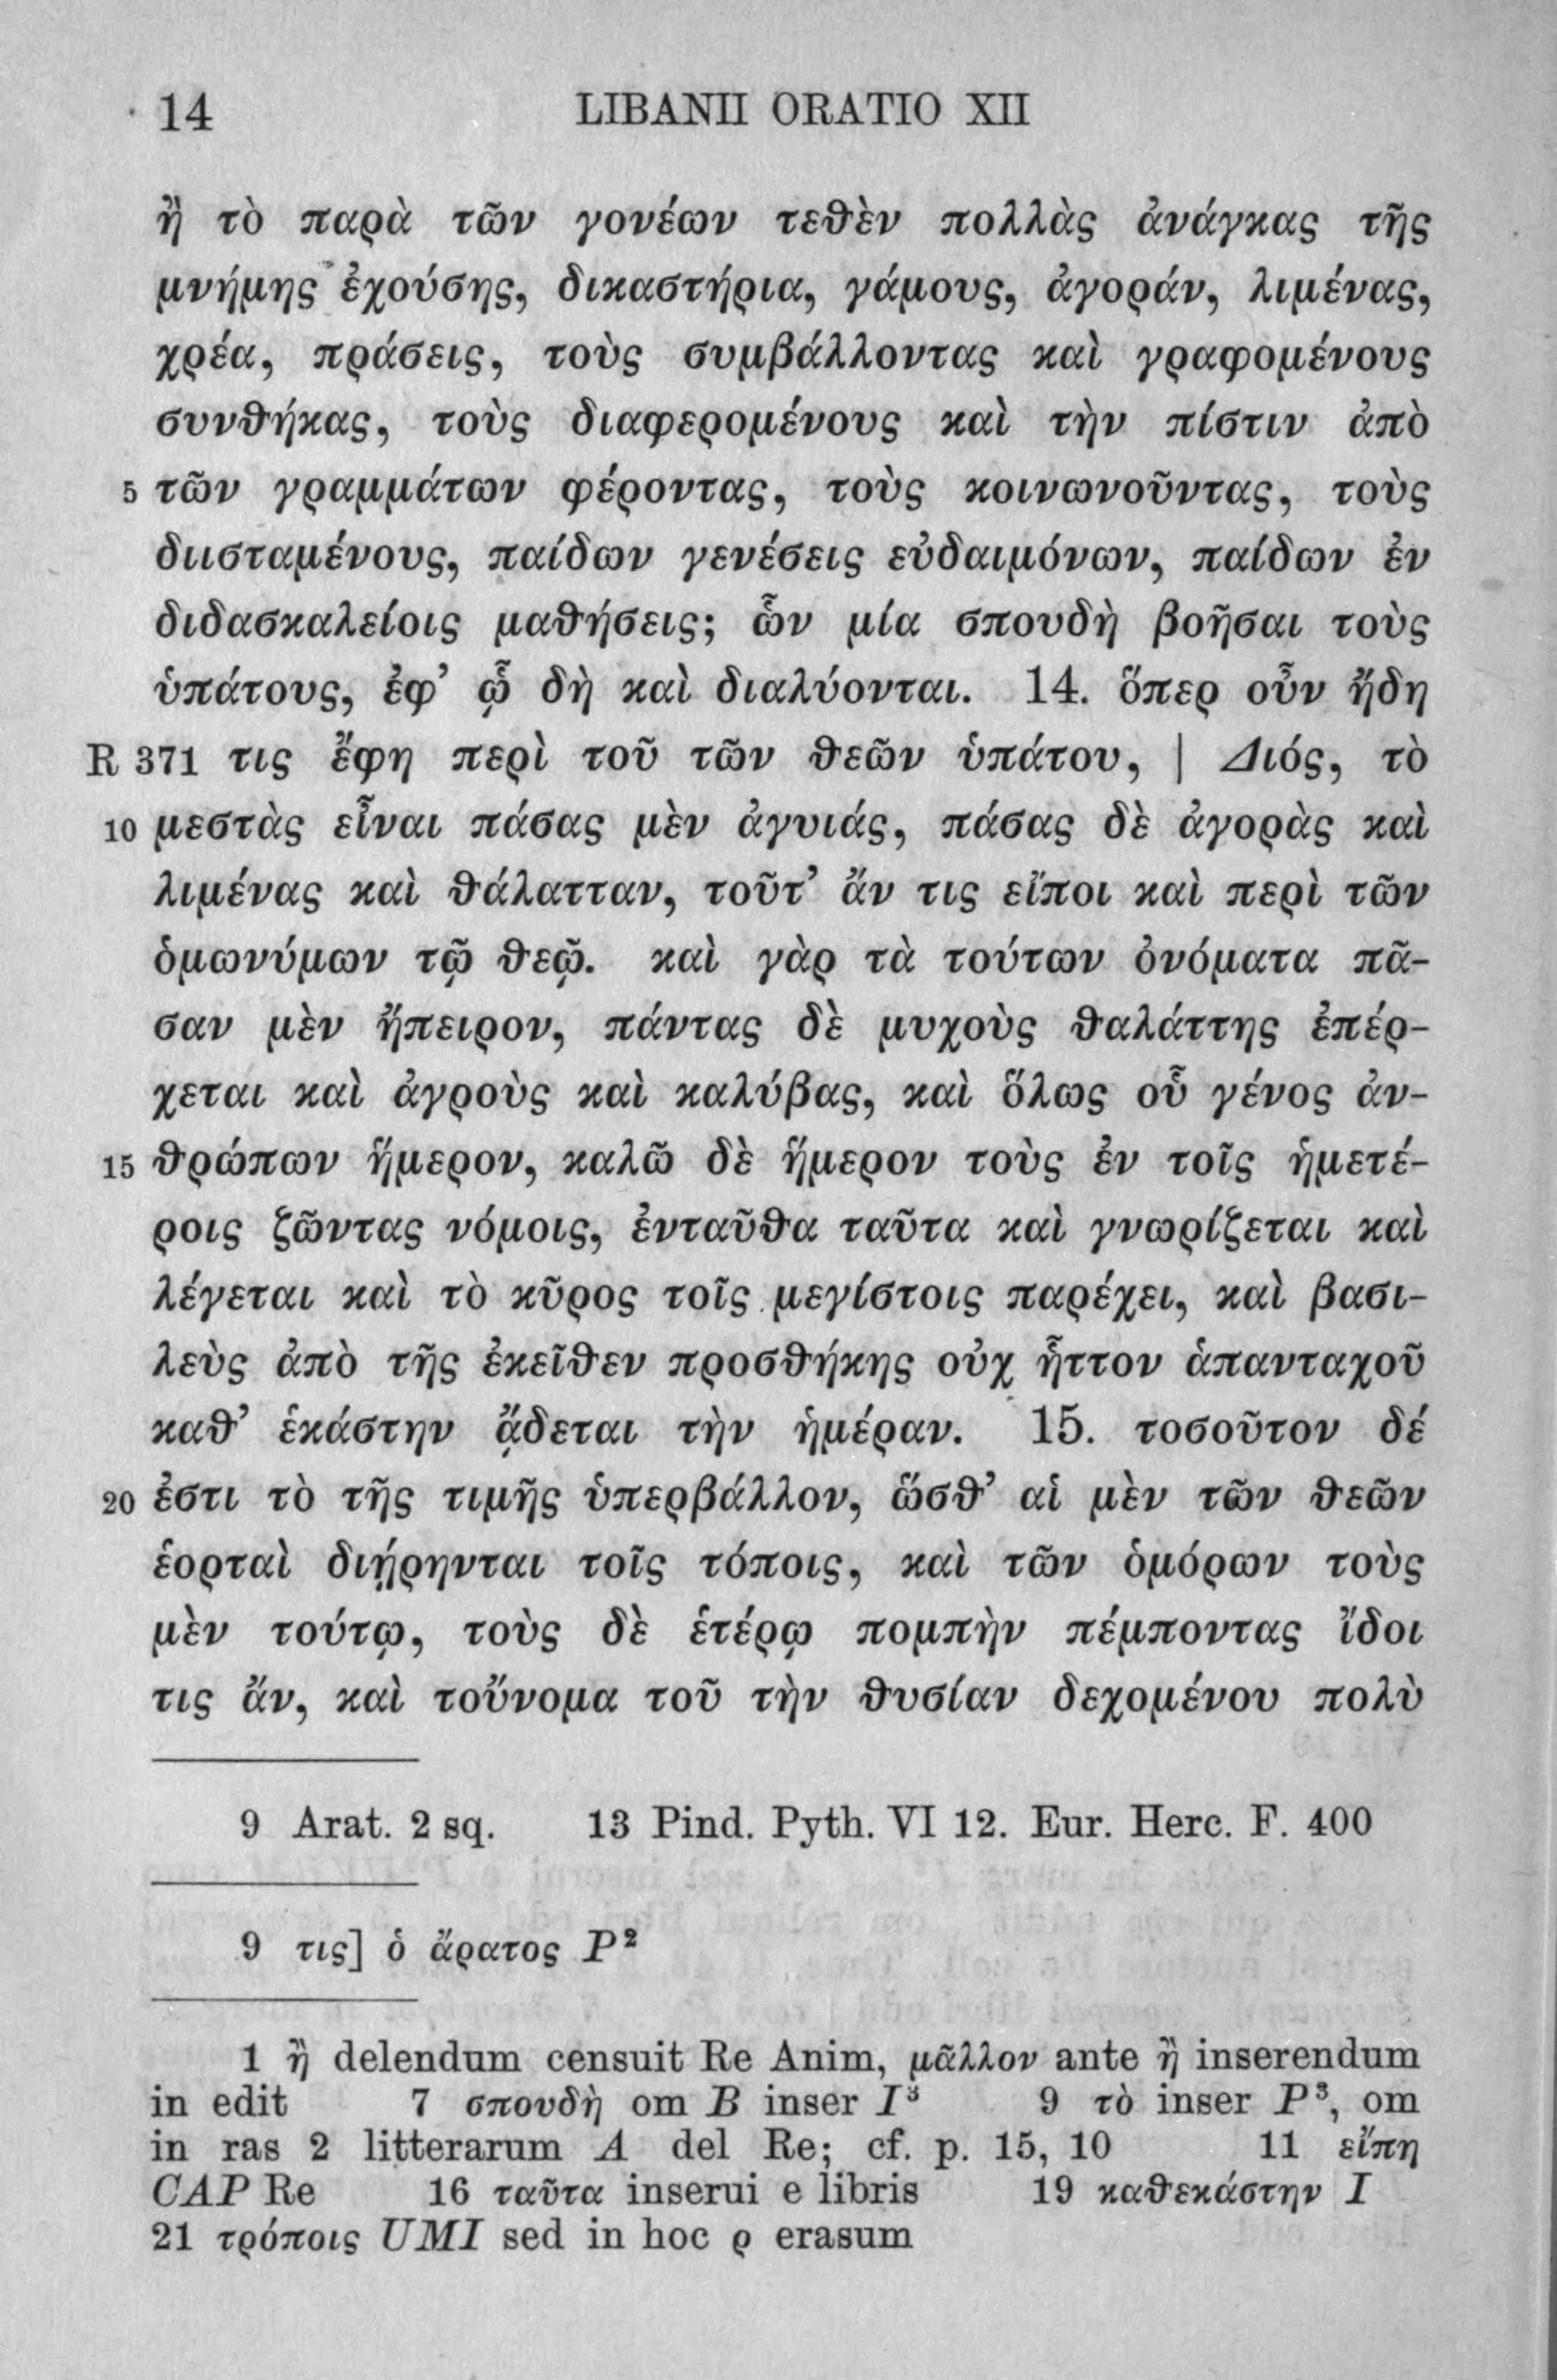 14 LIBANII ORATIO XII
ἢ τὸ παρὰ τῶν γονέων τεθὲν πολλὰς ἀνάγκας τῆς
μνήμης ἐχούσης, δικαστήρια, γάμους, ἀγοράν, λιμένας,
χρέα, πράσεις, τοὺς συμβάλλοντας καὶ γραφομένους
συνθήκας, τοὺς διαφερομένους καὶ τὴν πίστιν ἀπὸ
5 τῶν γραμμάτων φέροντας, τοὺς κοινωνοῦντας, τοὺς
διισταμένους, παίδων γενέσεις εὐδαιμόνων, παίδων ἐν
διδασκαλείοις μαθήσεις; ὧν μία σπουδὴ βοῆσαι τοὺς
ὑπάτους, ἐφ’ ᾧ δὴ καὶ διαλύονται. 14. ὅπερ οὖν ἤδη
R 371 τις ἔφη περὶ τοῦ τῶν θεῶν ὑπάτου, | Διός, τὸ
10 μεστὰς εἶναι πάσας μὲν ἀγυιάς, πάσας δὲ ἀγορὰς καὶ
λιμένας καὶ θάλατταν, τοῦτ’ ἄν τις εἴποι καὶ περὶ τῶν
ὁμωνύμων τῷ θεῷ. καὶ γὰρ τὰ τούτων ὀνόματα πᾶ-
σαν μὲν ἤπειρον, πάντας δὲ μυχοὺς θαλάττης ἐπέρ-
χεται καὶ ἀγροὺς καὶ καλύβας, καὶ ὅλως οὗ γένος ἀν-
15 θρώπων ἥμερον, καλῶ δὲ ἥμερον τοὺς ἐν τοῖς ἡμετέ-
ροις ζῶντας νόμοις, ἐνταῦθα ταῦτα καὶ γνωρίζεται καὶ
λέγεται καὶ τὸ κῦρος τοῖς μεγίστοις παρέχει, καὶ βασι-
λεὺς ἀπὸ τῆς ἐκεῖθεν προσθήκης οὐχ ἧττον ἁπανταχοῦ
καθ’ ἑκάστην ᾄδεται τὴν ἡμέραν. 15. τοσοῦτον δέ
20 ἐστι τὸ τῆς τιμῆς ὑπερβάλλον, ὥσθ’ αἱ μὲν τῶν θεῶν
ἑορταὶ διῄρηνται τοῖς τόποις, καὶ τῶν ὁμόρων τοὺς
μὲν τούτῳ, τοὺς δὲ ἑτέρῳ πομπὴν πέμποντας ἴδοι
τις ἄν, καὶ τοὔνομα τοῦ τὴν θυσίαν δεχομένου πολὺ
9 Arat. 2 sq. 13 Pind. Pyth. VI 12. Eur. Herc. F. 400
9 τις] ὁ ἄρατος P²
1 ἢ delendum censuit Re Anim, μᾶλλον ante ἢ inserendum
in edit 7 σπουδὴ om B inser I³ 9 τὸ inser P³, om
in ras 2 litterarum A del Re; cf. p. 15, 10 11 εἴπη
CAP Re 16 ταῦτα inserui e libris 19 καθεκάστην I
21 τρόποις UMI sed in hoc ρ erasum